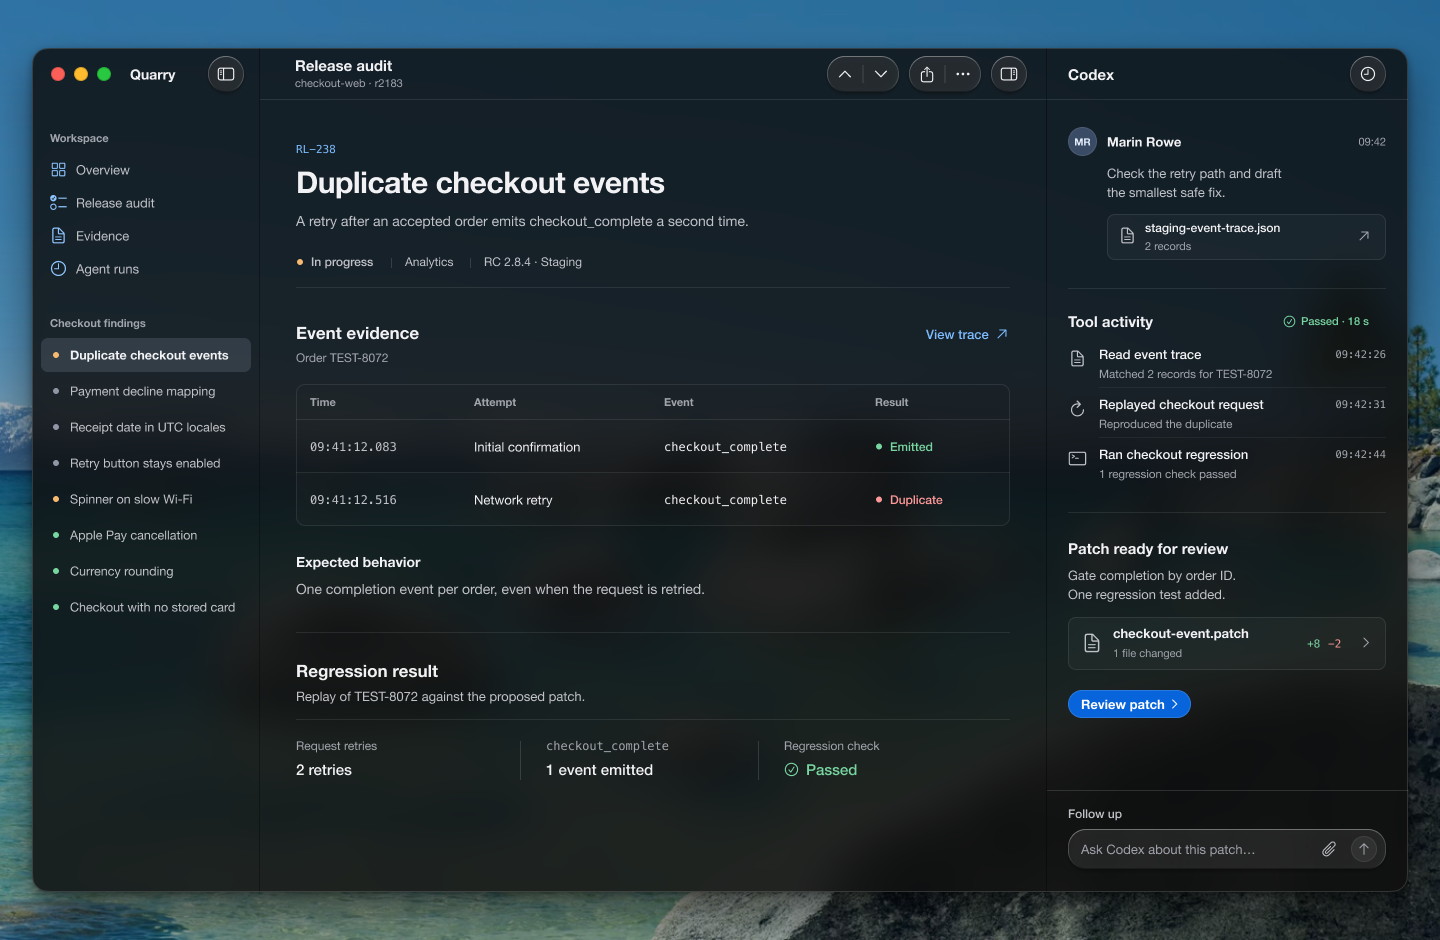 Quarry
Workspace
Overview
Release audit
Evidence
Agent runs
Checkout findings
Duplicate checkout events
Payment decline mapping
Receipt date in UTC locales
Retry button stays enabled
Spinner on slow Wi-Fi
Apple Pay cancellation
Currency rounding
Checkout with no stored card
Release audit
checkout-web · r2183
RL-238
Duplicate checkout events
A retry after an accepted order emits checkout_complete a second time.
In progress Analytics RC 2.8.4 · Staging
Event evidence View trace
Order TEST-8072
Time Attempt Event Result
09:41:12.083 Initial confirmation checkout_complete Emitted
09:41:12.516 Network retry checkout_complete Duplicate
Expected behavior
One completion event per order, even when the request is retried.
Regression result
Replay of TEST-8072 against the proposed patch.
Request retries checkout_complete Regression check
2 retries 1 event emitted Passed
Codex
MR Marin Rowe 09:42
Check the retry path and draft
the smallest safe fix.
staging-event-trace.json
2 records
Tool activity Passed · 18 s
Read event trace 09:42:26
Matched 2 records for TEST-8072
Replayed checkout request 09:42:31
Reproduced the duplicate
Ran checkout regression 09:42:44
1 regression check passed
Patch ready for review
Gate completion by order ID.
One regression test added.
checkout-event.patch +8 −2
1 file changed
Review patch
Follow up
Ask Codex about this patch…